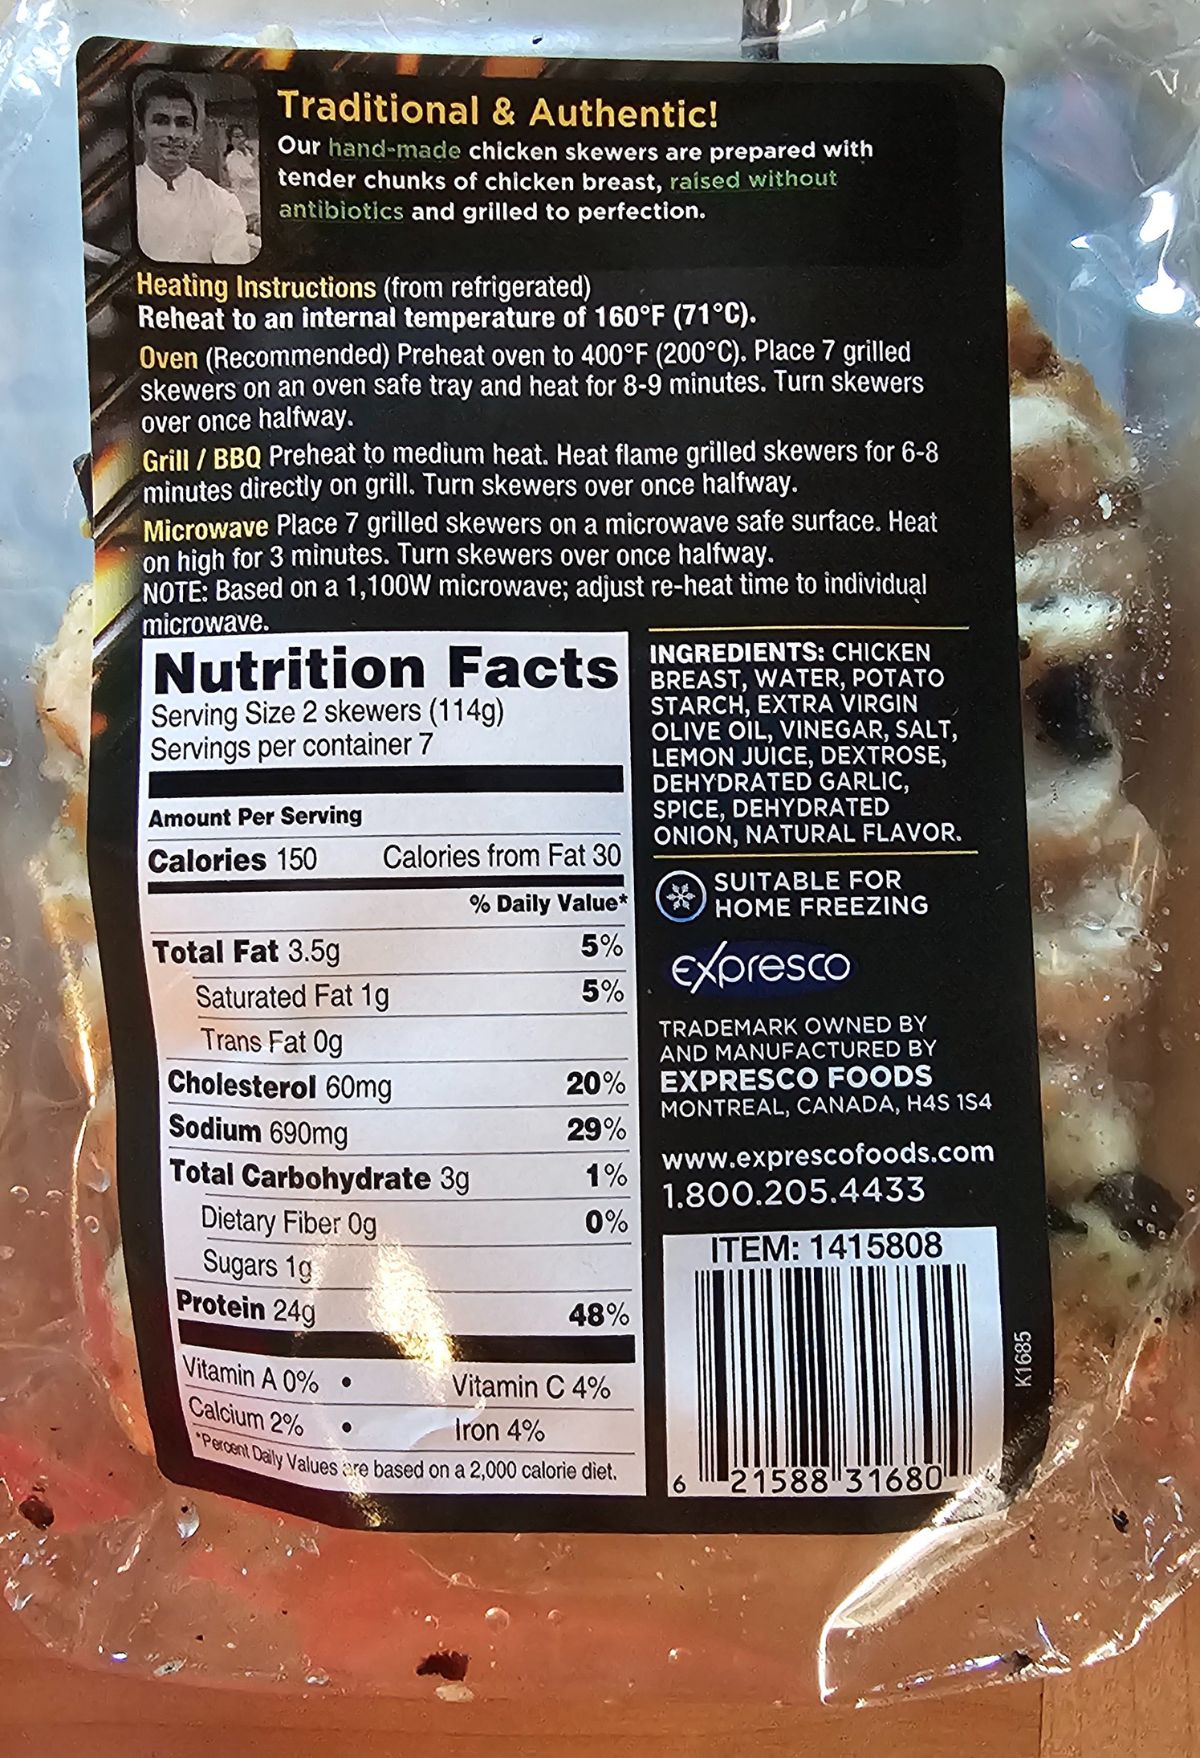 Traditional & Authentic!
Our hand-made chicken skewers are prepared with
tender chunks of chicken breast, raised without
antibiotics and grilled to perfection.
Heating Instructions (from refrigerated)
Reheat to an internal temperature of 160°F (71°C).
Oven (Recommended) Preheat oven to 400°F (200°C). Place 7 grilled
skewers on an oven safe tray and heat for 8-9 minutes. Turn skewers
over once halfway.
Grill / BBQ Preheat to medium heat. Heat flame grilled skewers for 6-8
minutes directly on grill. Turn skewers over once halfway.
Microwave Place 7 grilled skewers on a microwave safe surface. Heat
on high for 3 minutes. Turn skewers over once halfway.
NOTE: Based on a 1,100W microwave; adjust re-heat time to individual
microwave.
Nutrition Facts
Serving Size 2 skewers (114g)
Servings per container 7
Amount Per Serving
Calories 150 Calories from Fat 30
% Daily Value*
Total Fat 3.5g 5%
Saturated Fat 1g 5%
Trans Fat 0g
Cholesterol 60mg 20%
Sodium 690mg 29%
Total Carbohydrate 3g 1%
Dietary Fiber 0g 0%
Sugars 1g
Protein 24g 48%
Vitamin A 0% • Vitamin C 4%
Calcium 2% • Iron 4%
*Percent Daily Values are based on a 2,000 calorie diet.
INGREDIENTS: CHICKEN
BREAST, WATER, POTATO
STARCH, EXTRA VIRGIN
OLIVE OIL, VINEGAR, SALT,
LEMON JUICE, DEXTROSE,
DEHYDRATED GARLIC,
SPICE, DEHYDRATED
ONION, NATURAL FLAVOR.
SUITABLE FOR
HOME FREEZING
expresco
TRADEMARK OWNED BY
AND MANUFACTURED BY
EXPRESCO FOODS
MONTREAL, CANADA, H4S 1S4
www.exprescofoods.com
1.800.205.4433
ITEM: 1415808
6 21588 31680
K1685